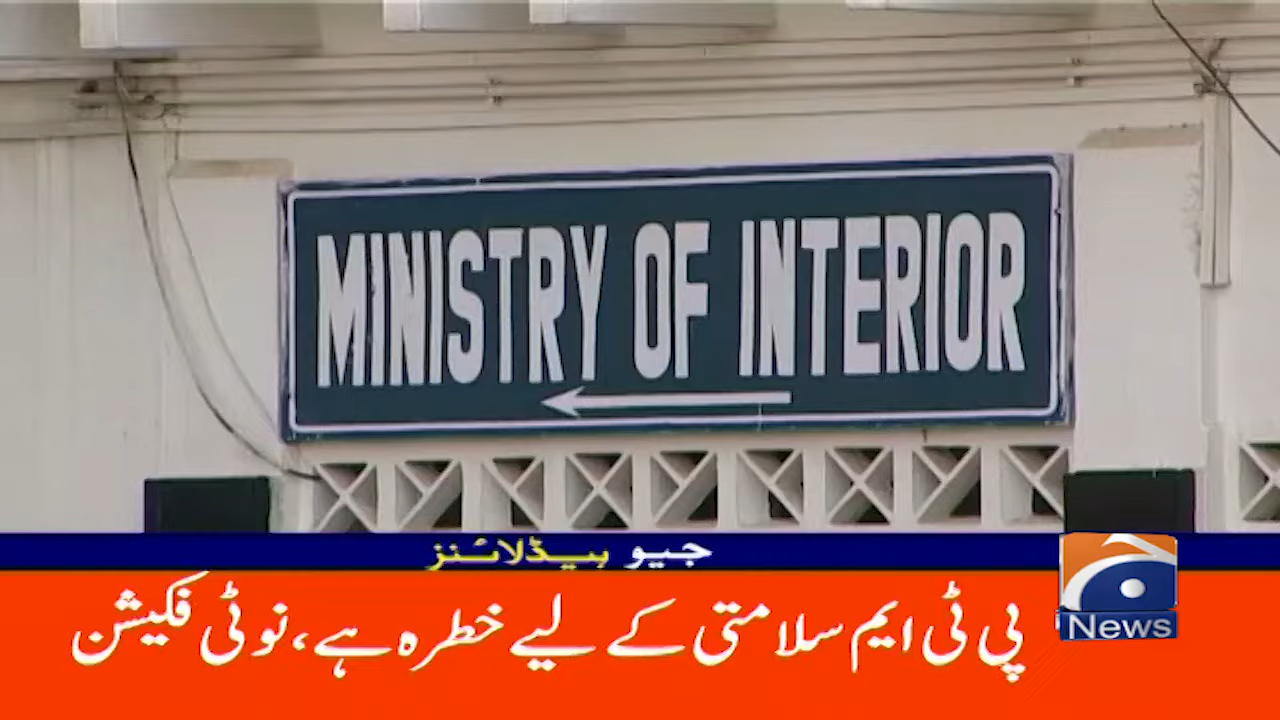 MINISTRY OF INTERIOR
جیو ہیڈلائنز
پی ٹی ایم سلامتی کے لیے خطرہ ہے، نوٹی فکیشن
News